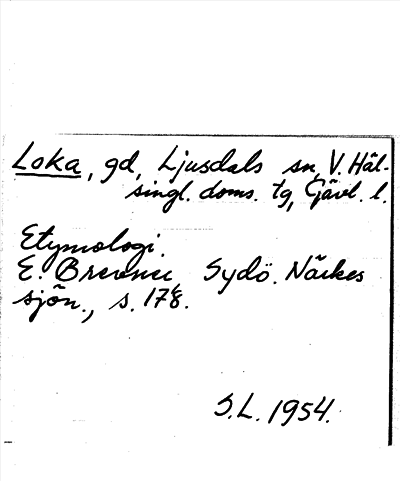 Loka, gd, Ljusdals sn, V. Häl-
singl. doms. tg, Gävl. l.
Etymologi.
E. Brevner Sydö. Närkes
sjön., s. 178.
S.L. 1954.